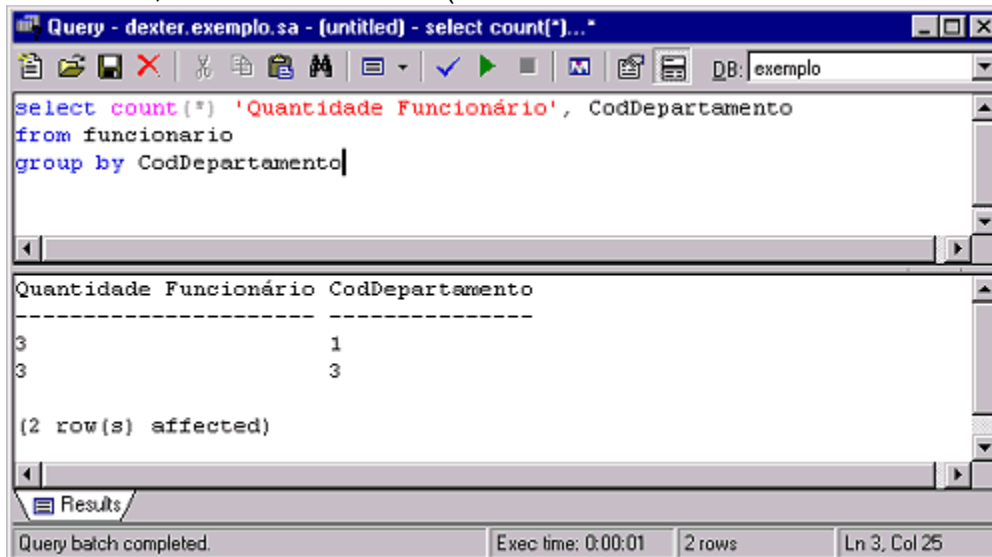 Query - dexter.exemplo.sa - (untitled) - select count(*)...*
DB: exemplo
select count(*) 'Quantidade Funcionário', CodDepartamento
from funcionario
group by CodDepartamento
Quantidade Funcionário CodDepartamento
---------------------- ---------------
3 1
3 3
(2 row(s) affected)
Results
Query batch completed.
Exec time: 0:00:01
2 rows
Ln 3, Col 25